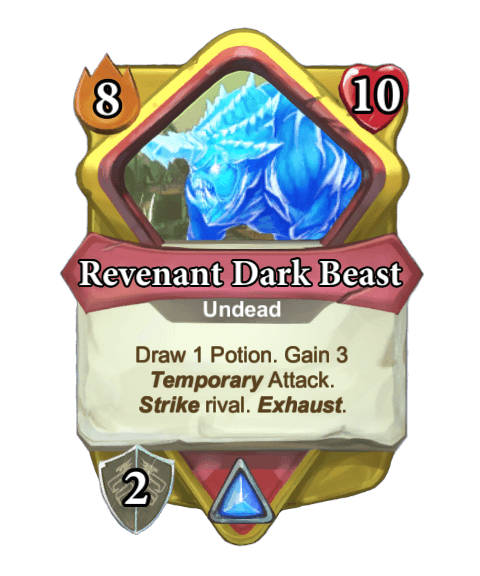 8
10
Revenant Dark Beast
Undead
Draw 1 Potion. Gain 3
Temporary Attack.
Strike rival. Exhaust.
2